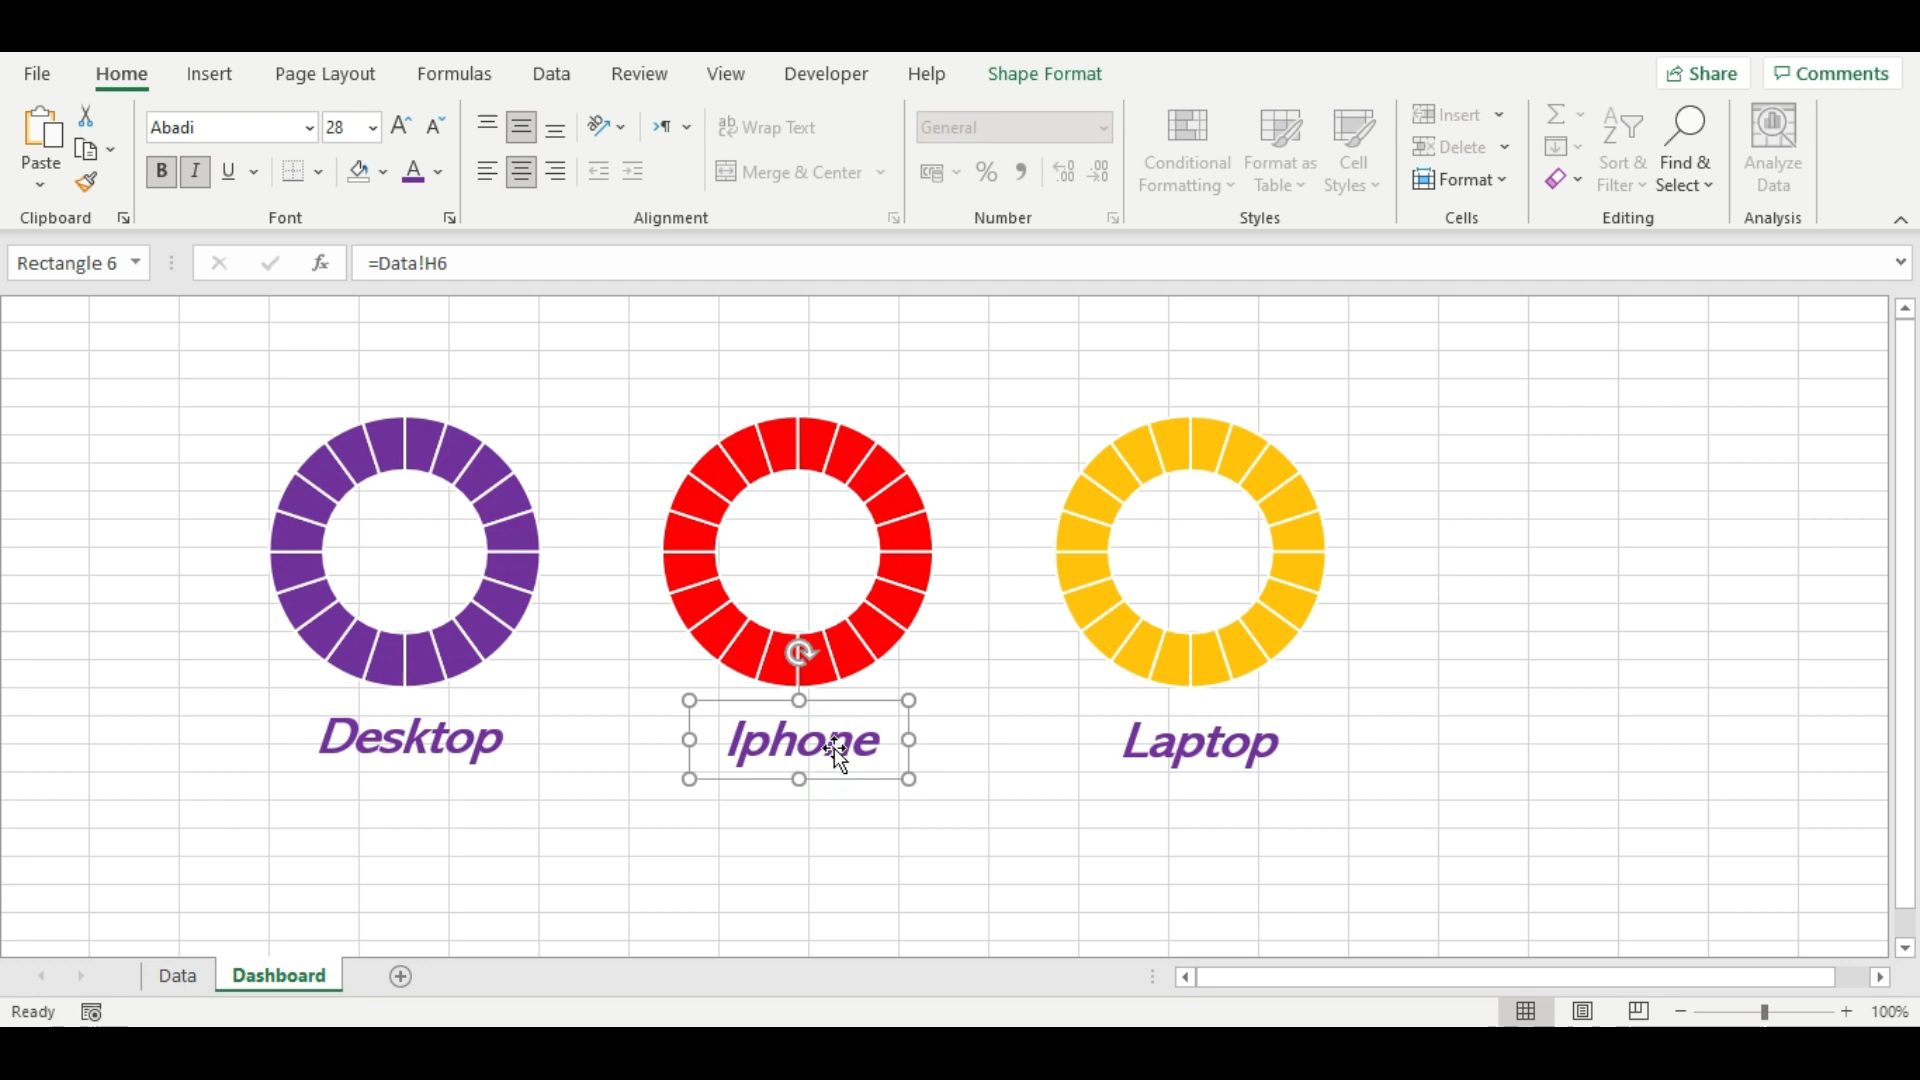 File Home Insert Page Layout Formulas Data Review View Developer Help Shape Format Share Comments
Abadi 28 Wrap Text General Insert
Paste B I U A Merge & Center % Conditional Formatting Format as Table Cell Styles Delete Format Sort & Filter Find & Select Analyze Data
Clipboard Font Alignment Number Styles Cells Editing Analysis
Rectangle 6 fx =Data!H6
Desktop Iphone Laptop
Data Dashboard
Ready 100%